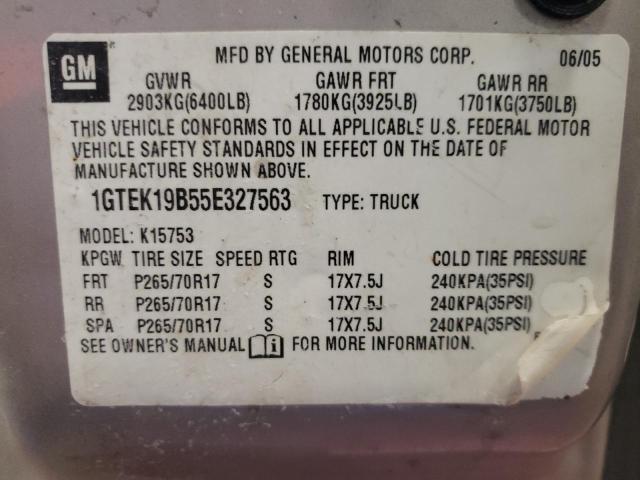 GM
MFD BY GENERAL MOTORS CORP. 06/05
GVWR GAWR FRT GAWR RR
2903KG(6400LB) 1780KG(3925LB) 1701KG(3750LB)
THIS VEHICLE CONFORMS TO ALL APPLICABLE U.S. FEDERAL MOTOR
VEHICLE SAFETY STANDARDS IN EFFECT ON THE DATE OF
MANUFACTURE SHOWN ABOVE.
1GTEK19B55E327563 TYPE: TRUCK
MODEL: K15753
KPGW TIRE SIZE SPEED RTG RIM COLD TIRE PRESSURE
FRT P265/70R17 S 17X7.5J 240KPA(35PSI)
RR P265/70R17 S 17X7.5J 240KPA(35PSI)
SPA P265/70R17 S 17X7.5J 240KPA(35PSI)
SEE OWNER'S MANUAL FOR MORE INFORMATION.